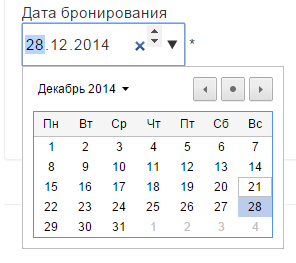 Дата бронирования
28.12.2014 *
Декабрь 2014
Пн Вт Ср Чт Пт Сб Вс
1 2 3 4 5 6 7
8 9 10 11 12 13 14
15 16 17 18 19 20 21
22 23 24 25 26 27 28
29 30 31 1 2 3 4